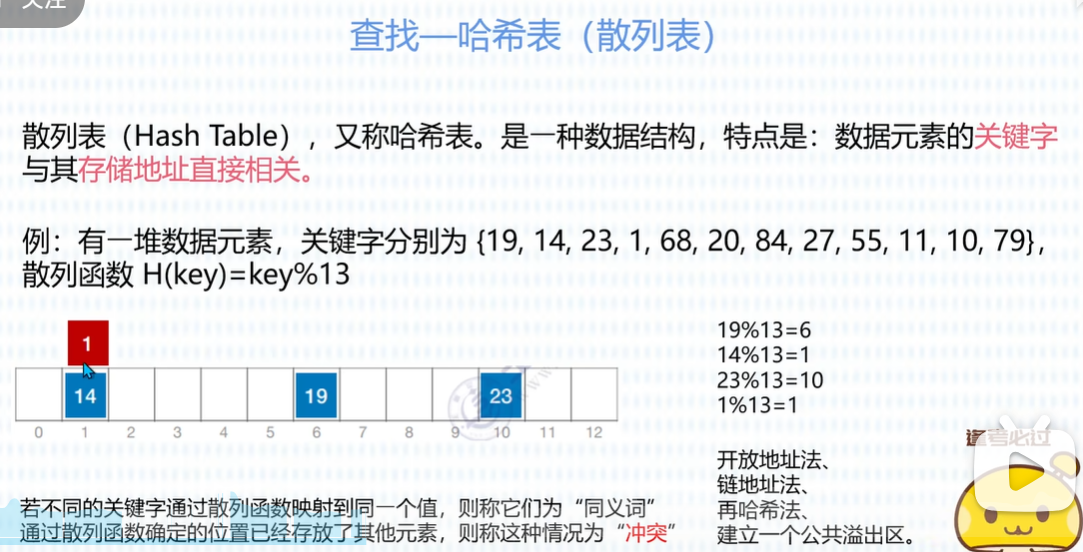 关注
查找—哈希表（散列表）
散列表（Hash Table），又称哈希表。是一种数据结构，特点是：数据元素的关键字
与其存储地址直接相关。
例：有一堆数据元素，关键字分别为 {19, 14, 23, 1, 68, 20, 84, 27, 55, 11, 10, 79}，
散列函数 H(key)=key%13
1
14 19 23
0 1 2 3 4 5 6 7 8 9 10 11 12
19%13=6
14%13=1
23%13=10
1%13=1
开放地址法、
链地址法、
再哈希法、
建立一个公共溢出区。
若不同的关键字通过散列函数映射到同一个值，则称它们为“同义词”
通过散列函数确定的位置已经存放了其他元素，则称这种情况为“冲突”
逢考必过